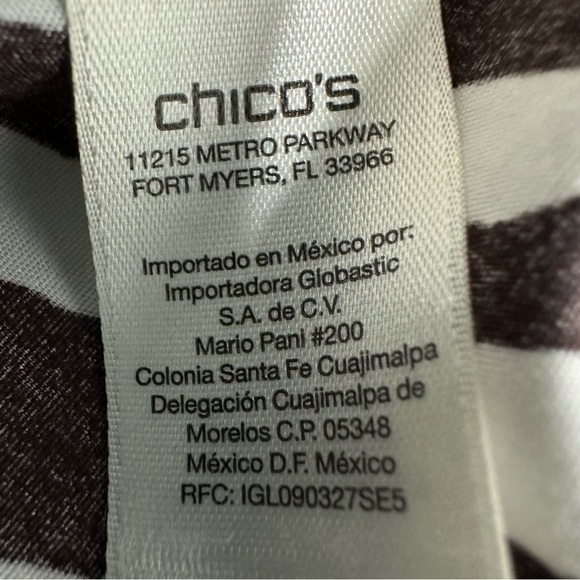 chico's
11215 METRO PARKWAY
FORT MYERS, FL 33966
Importado en México por:
Importadora Globastic
S.A. de C.V.
Mario Pani #200
Colonia Santa Fe Cuajimalpa
Delegación Cuajimalpa de
Morelos C.P. 05348
México D.F. México
RFC: IGL090327SE5